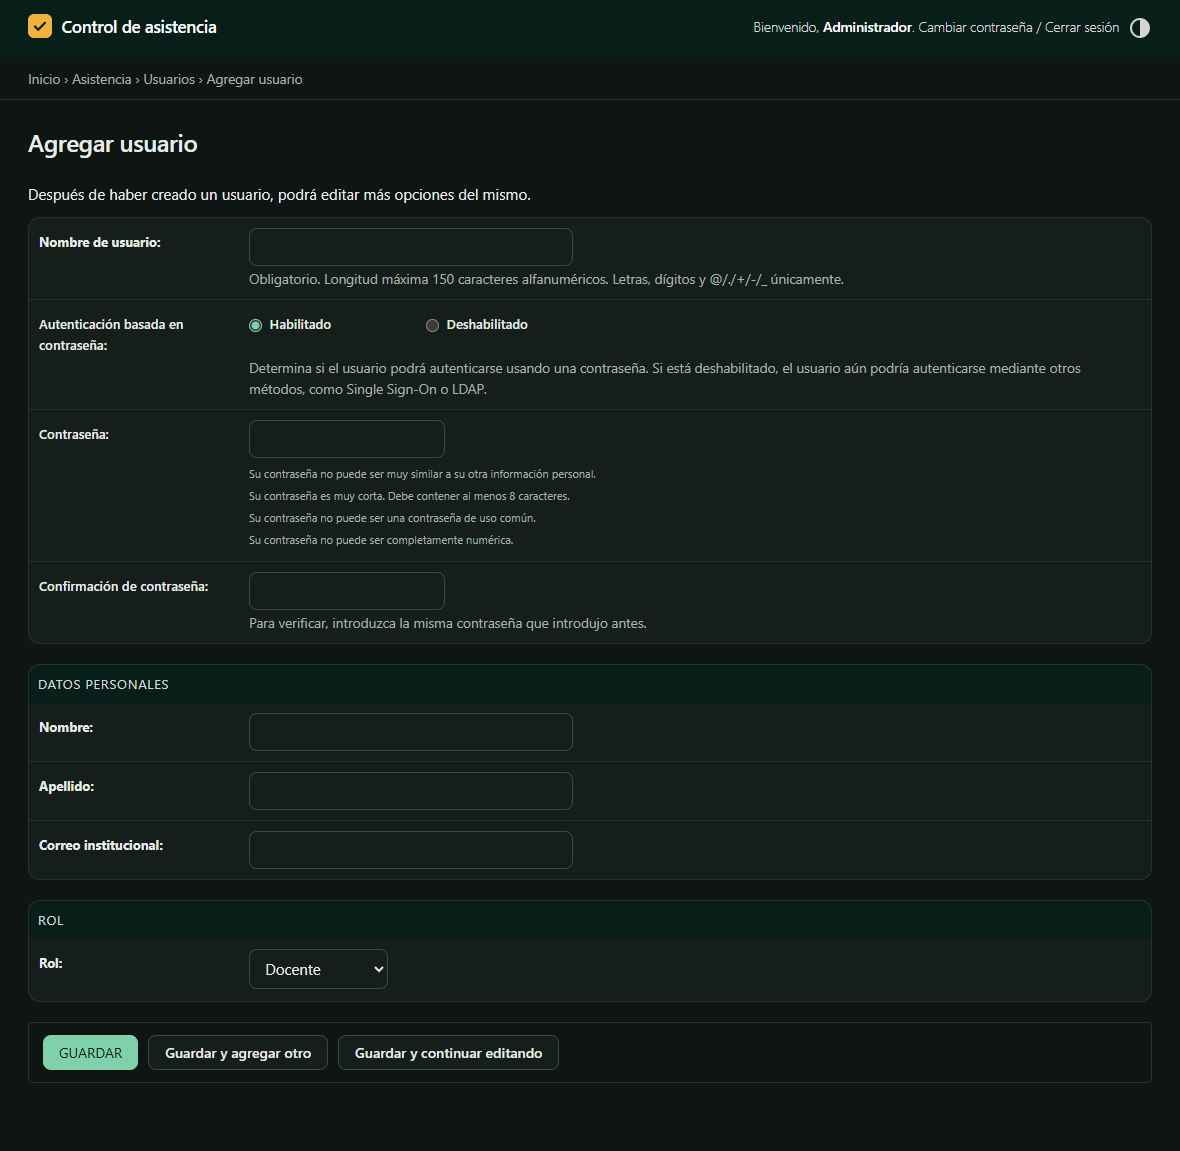 Control de asistencia
Bienvenido, Administrador. Cambiar contraseña / Cerrar sesión
Inicio › Asistencia › Usuarios › Agregar usuario
Agregar usuario
Después de haber creado un usuario, podrá editar más opciones del mismo.
Nombre de usuario:
Obligatorio. Longitud máxima 150 caracteres alfanuméricos. Letras, dígitos y @/./+/-/_ únicamente.
Autenticación basada en
contraseña:
Habilitado
Deshabilitado
Determina si el usuario podrá autenticarse usando una contraseña. Si está deshabilitado, el usuario aún podría autenticarse mediante otros
métodos, como Single Sign-On o LDAP.
Contraseña:
Su contraseña no puede ser muy similar a su otra información personal.
Su contraseña es muy corta. Debe contener al menos 8 caracteres.
Su contraseña no puede ser una contraseña de uso común.
Su contraseña no puede ser completamente numérica.
Confirmación de contraseña:
Para verificar, introduzca la misma contraseña que introdujo antes.
DATOS PERSONALES
Nombre:
Apellido:
Correo institucional:
ROL
Rol:
Docente
GUARDAR
Guardar y agregar otro
Guardar y continuar editando